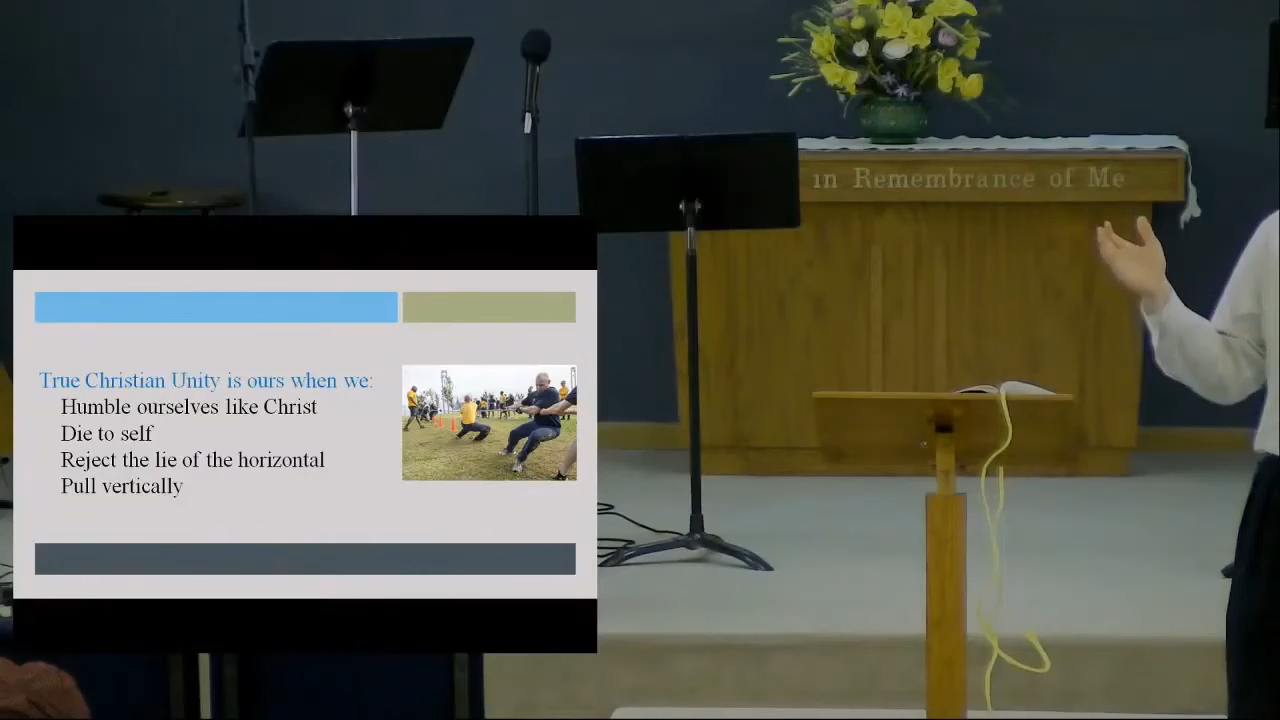 in Remembrance of Me
True Christian Unity is ours when we:
Humble ourselves like Christ
Die to self
Reject the lie of the horizontal
Pull vertically